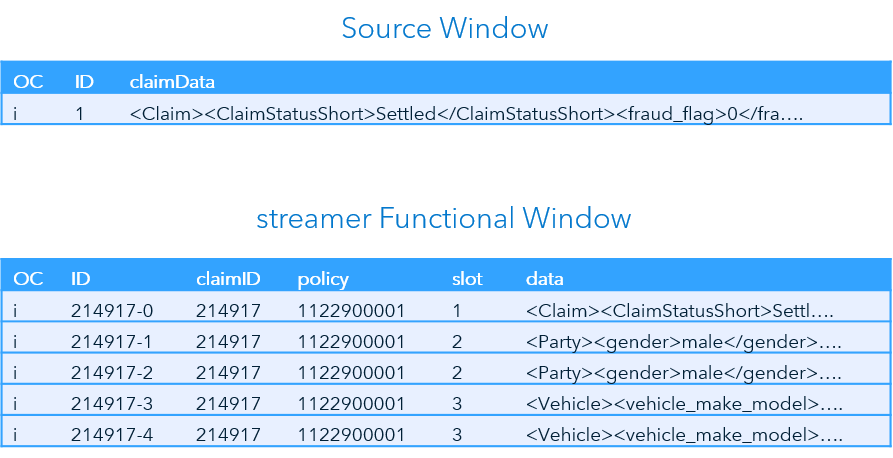 Source Window
OC ID claimData
i 1 <Claim><ClaimStatusShort>Settled</ClaimStatusShort><fraud_flag>0</fra….
streamer Functional Window
OC ID claimID policy slot data
i 214917-0 214917 1122900001 1 <Claim><ClaimStatusShort>Settl….
i 214917-1 214917 1122900001 2 <Party><gender>male</gender>….
i 214917-2 214917 1122900001 2 <Party><gender>male</gender>….
i 214917-3 214917 1122900001 3 <Vehicle><vehicle_make_model>….
i 214917-4 214917 1122900001 3 <Vehicle><vehicle_make_model>….